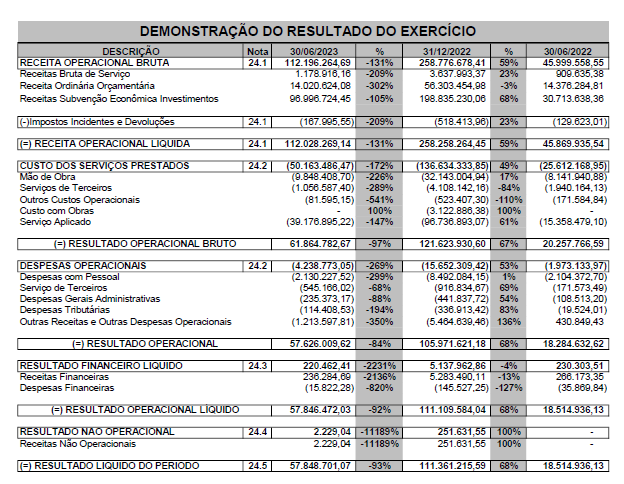 DEMONSTRAÇÃO DO RESULTADO DO EXERCÍCIO
DESCRIÇÃO Nota 30/06/2023 % 31/12/2022 % 30/06/2022
RECEITA OPERACIONAL BRUTA 24.1 112.196.264,69 -131% 258.776.678,41 59% 45.999.558,55
Receitas Bruta de Serviço 1.178.916,16 -209% 3.637.993,37 23% 909.635,38
Receita Ordinária Orçamentária 14.020.624,08 -302% 56.303.454,98 -3% 14.376.284,81
Receitas Subvenção Econômica Investimentos 96.996.724,45 -105% 198.835.230,06 68% 30.713.638,36
(-)Impostos Incidentes e Devoluções 24.1 (167.995,55) -209% (518.413,96) 23% (129.623,01)
(=) RECEITA OPERACIONAL LIQUIDA 24.1 112.028.269,14 -131% 258.258.264,45 59% 45.869.935,54
CUSTO DOS SERVIÇOS PRESTADOS 24.2 (50.163.486,47) -172% (136.634.333,85) 49% (25.612.168,95)
Mão de Obra (9.848.408,70) -226% (32.143.004,94) 17% (8.141.940,88)
Serviços de Terceiros (1.056.587,40) -289% (4.108.142,16) -84% (1.940.164,13)
Outros Custos Operacionais (81.595,15) -541% (523.407,30) -110% (171.584,84)
Custo com Obras - 100% (3.122.886,38) 100% -
Serviço Aplicado (39.176.895,22) -147% (96.736.893,07) 61% (15.358.479,10)
(=) RESULTADO OPERACIONAL BRUTO 61.864.782,67 -97% 121.623.930,60 67% 20.257.766,59
DESPESAS OPERACIONAIS 24.2 (4.238.773,05) -269% (15.652.309,42) 53% (1.973.133,97)
Despesas com Pessoal (2.130.227,52) -299% (8.492.084,15) 1% (2.104.372,70)
Serviço de Terceiros (545.166,02) -68% (916.834,67) 69% (171.573,49)
Despesas Gerais Administrativas (235.373,17) -88% (441.837,72) 54% (108.513,20)
Despesas Tributárias (114.408,53) -194% (336.913,42) 83% (19.524,01)
Outras Receitas e Outras Despesas Operacionais (1.213.597,81) -350% (5.464.639,46) 136% 430.849,43
(=) RESULTADO OPERACIONAL 57.626.009,62 -84% 105.971.621,18 68% 18.284.632,62
RESULTADO FINANCEIRO LIQUIDO 24.3 220.462,41 -2231% 5.137.962,86 -4% 230.303,51
Receitas Financeiras 236.284,69 -2136% 5.283.490,11 -13% 266.173,35
Despesas Financeiras (15.822,28) -820% (145.527,25) -127% (35.869,84)
(=) RESULTADO OPERACIONAL LÍQUIDO 57.846.472,03 -92% 111.109.584,04 68% 18.514.936,13
RESULTADO NÃO OPERACIONAL 24.4 2.229,04 -11189% 251.631,55 100% -
Receitas Não Operacionais 2.229,04 -11189% 251.631,55 100% -
(=) RESULTADO LIQUIDO DO PERIODO 24.5 57.848.701,07 -93% 111.361.215,59 68% 18.514.936,13